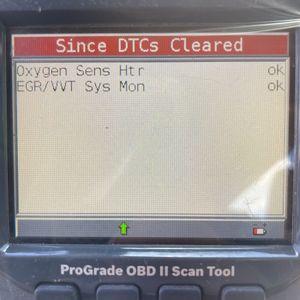 Since DTCs Cleared
Oxygen Sens Htr ok
EGR/VVT Sys Mon ok
ProGrade OBD II Scan Tool